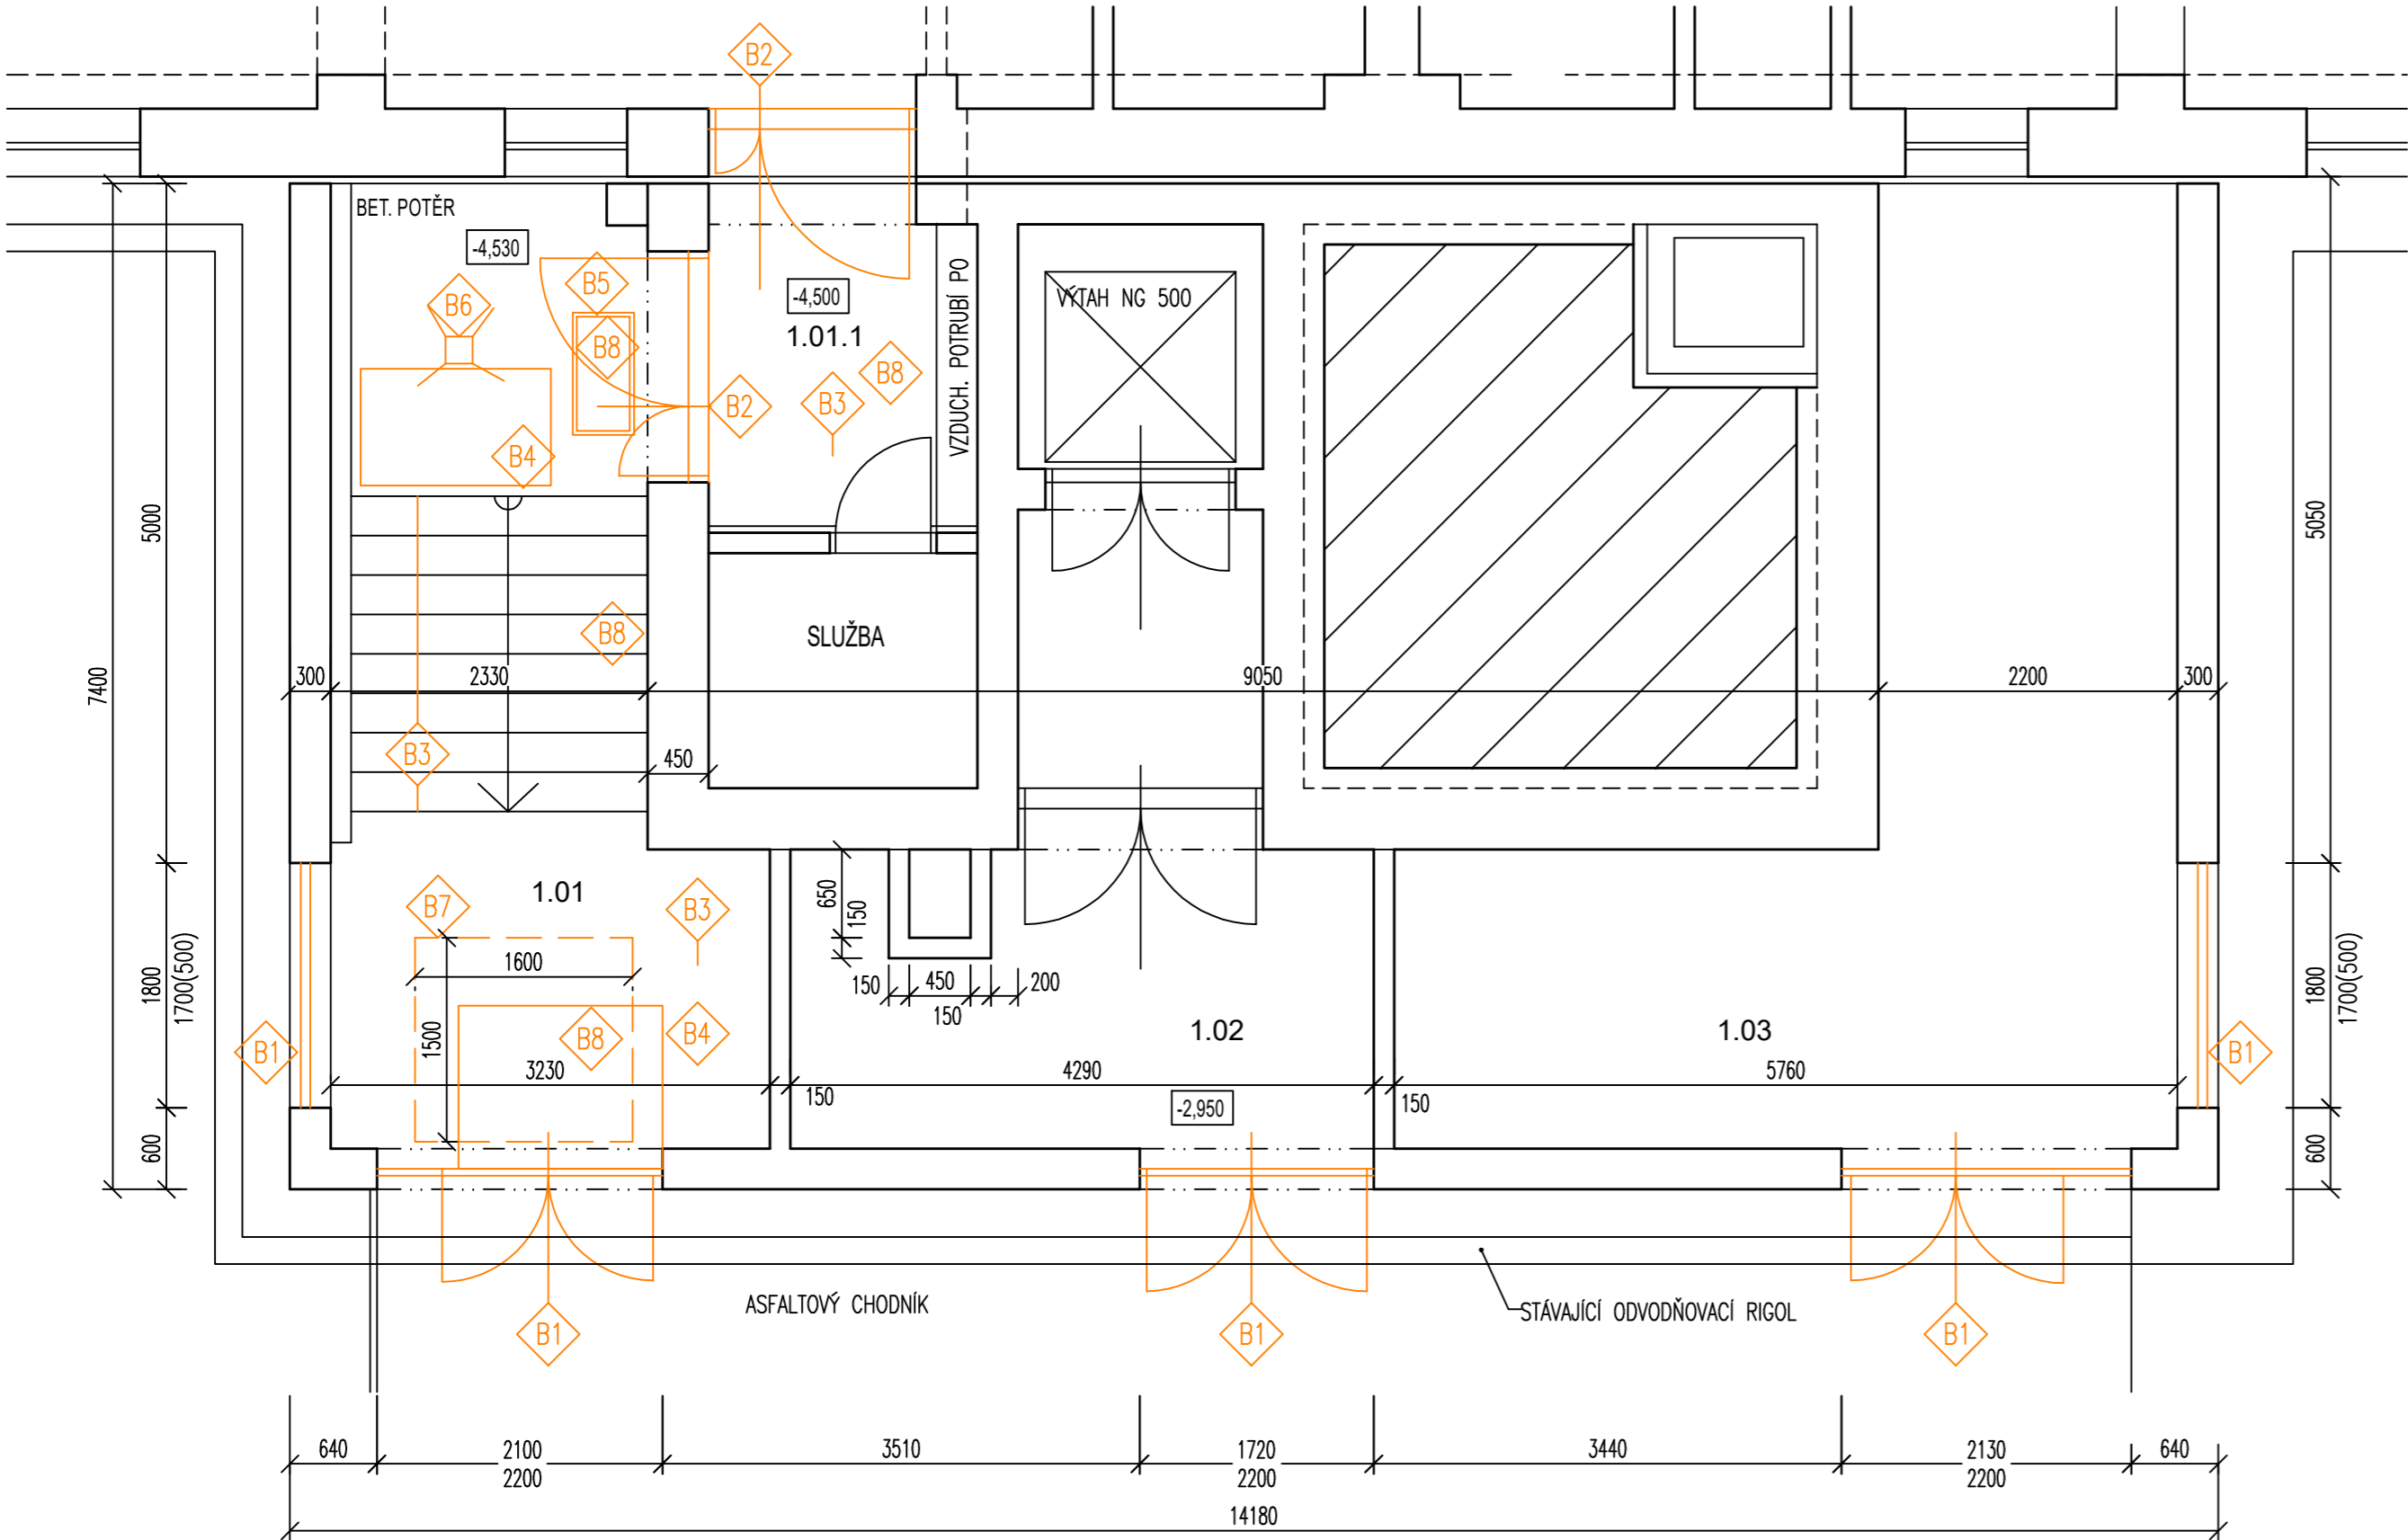 B2
BET. POTĚR
-4,530
B5
B6
B8
-4,500
1.01.1
B8
B3
B2
B4
VZDUCH. POTRUBÍ PO
VÝTAH NG 500
5000
5050
7400
SLUŽBA
B8
300
2330
9050
2200
300
B3
450
1.01
B7
B3
650
150
1600
150
450
200
150
1800
1700(500)
1500
B8
B4
1.02
1.03
1800
1700(500)
B1
B1
3230
150
4290
150
5760
-2,950
600
600
ASFALTOVÝ CHODNÍK
STÁVAJÍCÍ ODVODŇOVACÍ RIGOL
B1
B1
B1
640
2100
2200
3510
1720
2200
3440
2130
2200
640
14180